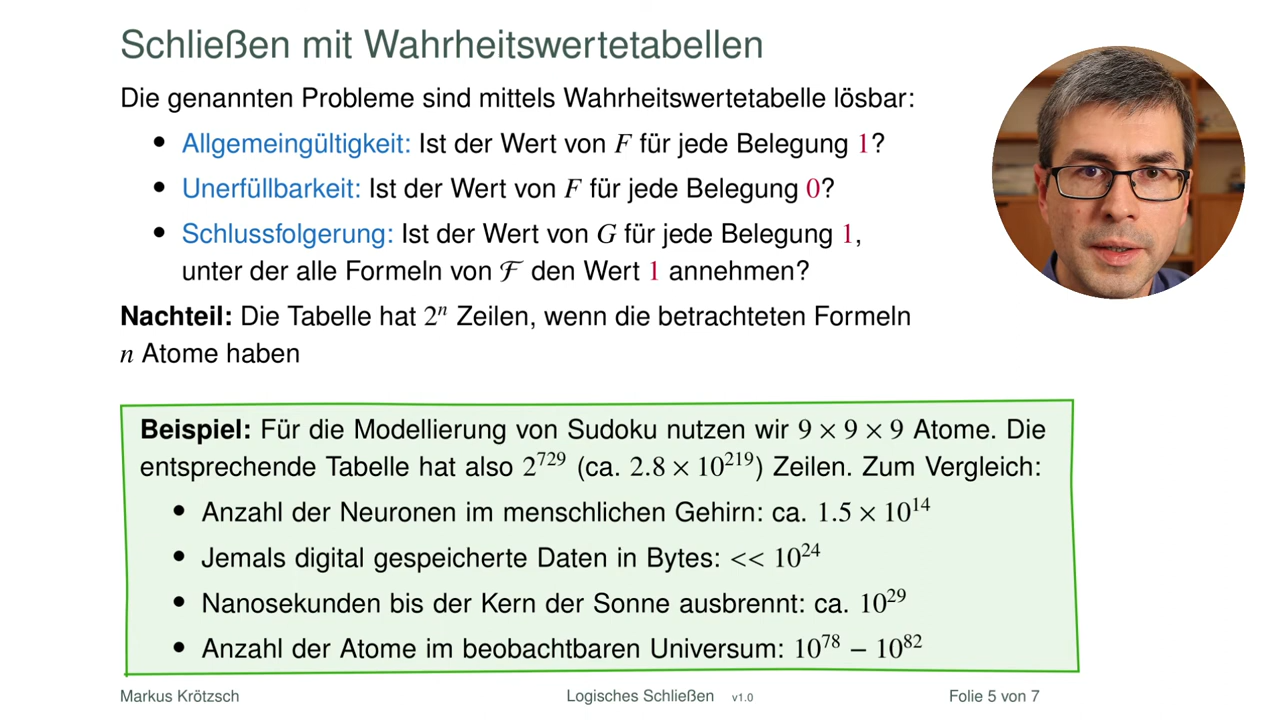 Schließen mit Wahrheitswertetabellen
Die genannten Probleme sind mittels Wahrheitswertetabelle lösbar:
• Allgemeingültigkeit: Ist der Wert von F für jede Belegung 1?
• Unerfüllbarkeit: Ist der Wert von F für jede Belegung 0?
• Schlussfolgerung: Ist der Wert von G für jede Belegung 1,
unter der alle Formeln von ℱ den Wert 1 annehmen?
Nachteil: Die Tabelle hat 2ⁿ Zeilen, wenn die betrachteten Formeln
n Atome haben
Beispiel: Für die Modellierung von Sudoku nutzen wir 9 × 9 × 9 Atome. Die
entsprechende Tabelle hat also 2⁷²⁹ (ca. 2.8 × 10²¹⁹) Zeilen. Zum Vergleich:
• Anzahl der Neuronen im menschlichen Gehirn: ca. 1.5 × 10¹⁴
• Jemals digital gespeicherte Daten in Bytes: << 10²⁴
• Nanosekunden bis der Kern der Sonne ausbrennt: ca. 10²⁹
• Anzahl der Atome im beobachtbaren Universum: 10⁷⁸ – 10⁸²
Markus Krötzsch
Logisches Schließen v1.0
Folie 5 von 7